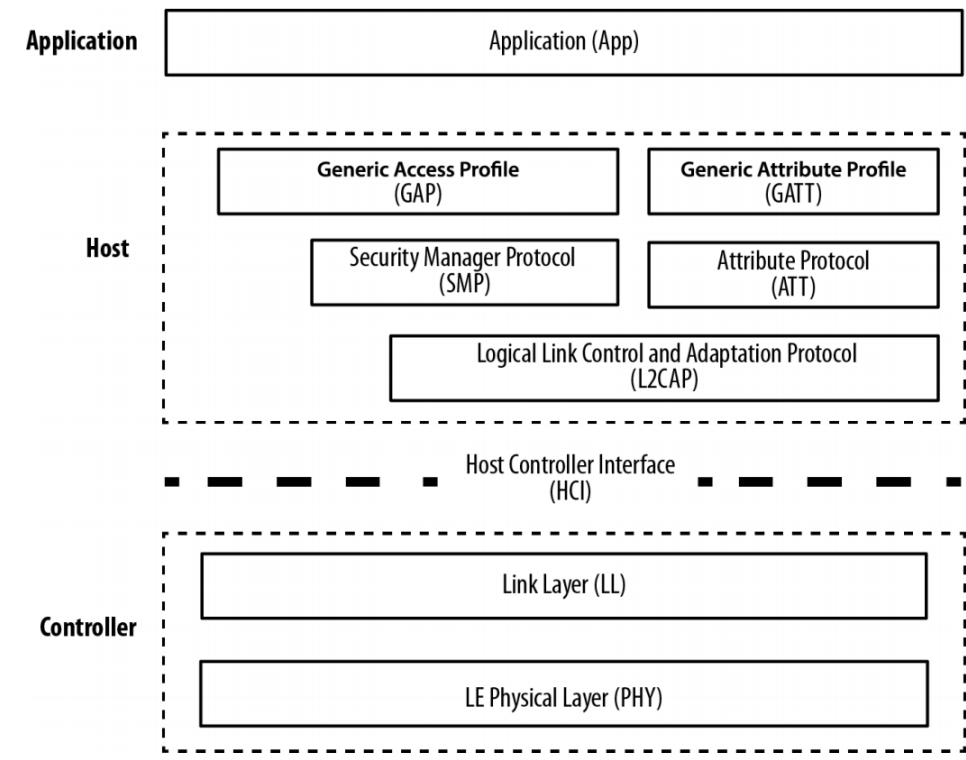 Application
Application (App)
Generic Access Profile
(GAP)
Generic Attribute Profile
(GATT)
Host
Security Manager Protocol
(SMP)
Attribute Protocol
(ATT)
Logical Link Control and Adaptation Protocol
(L2CAP)
Host Controller Interface
(HCI)
Controller
Link Layer (LL)
LE Physical Layer (PHY)